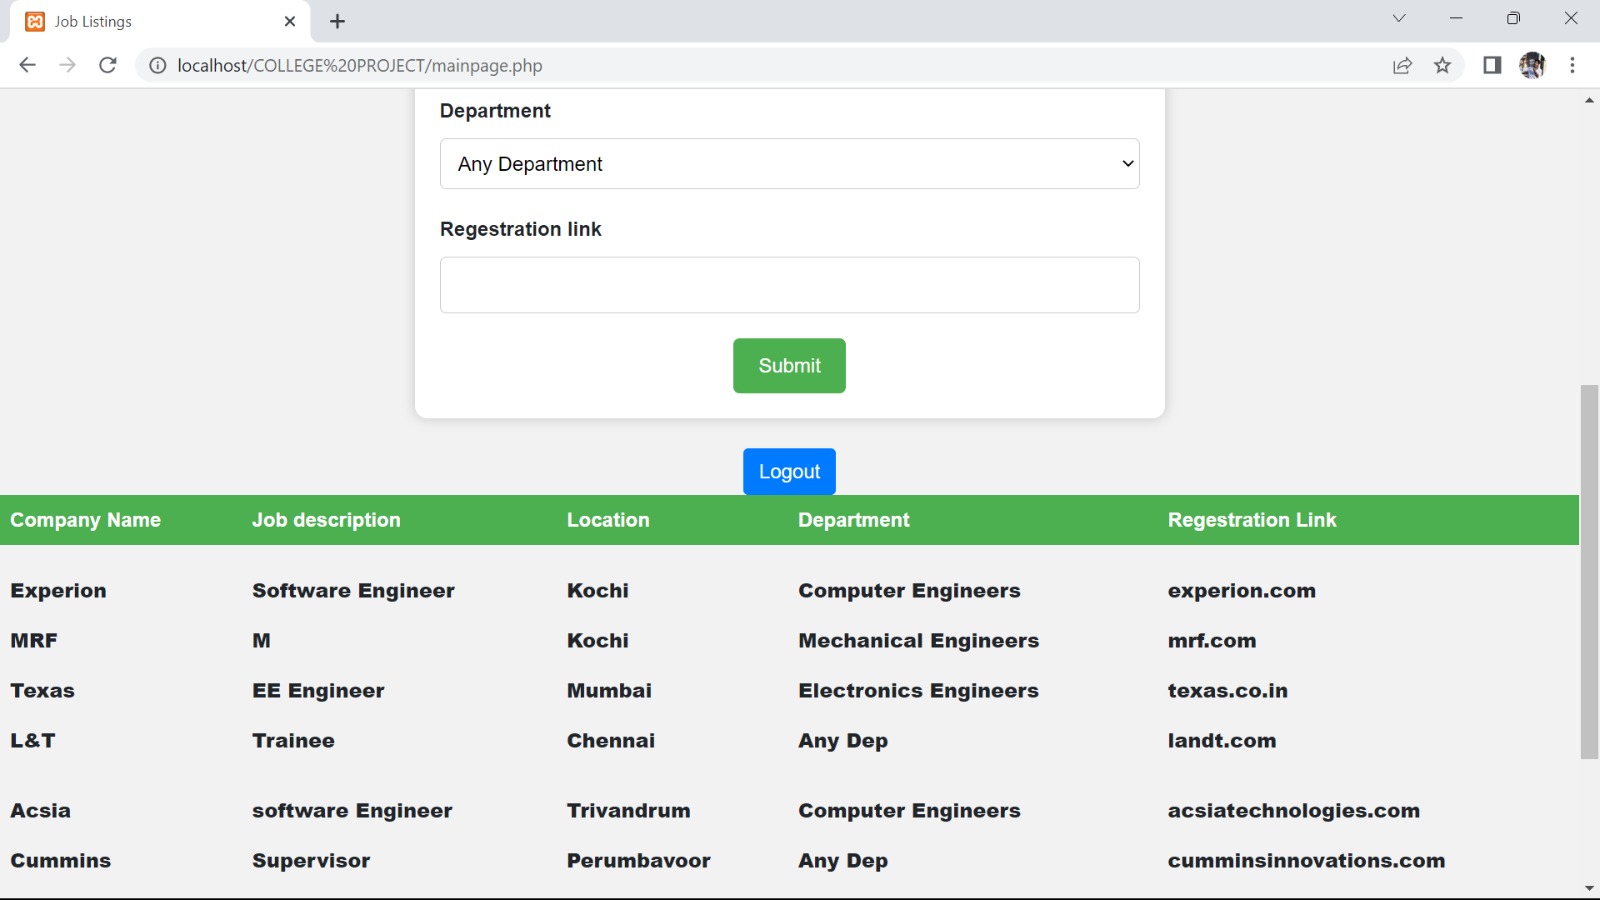 Job Listings
localhost/COLLEGE%20PROJECT/mainpage.php
Department
Any Department
Regestration link
Submit
Logout
Company Name Job description Location Department Regestration Link
Experion Software Engineer Kochi Computer Engineers experion.com
MRF M Kochi Mechanical Engineers mrf.com
Texas EE Engineer Mumbai Electronics Engineers texas.co.in
L&T Trainee Chennai Any Dep landt.com
Acsia software Engineer Trivandrum Computer Engineers acsiatechnologies.com
Cummins Supervisor Perumbavoor Any Dep cumminsinnovations.com